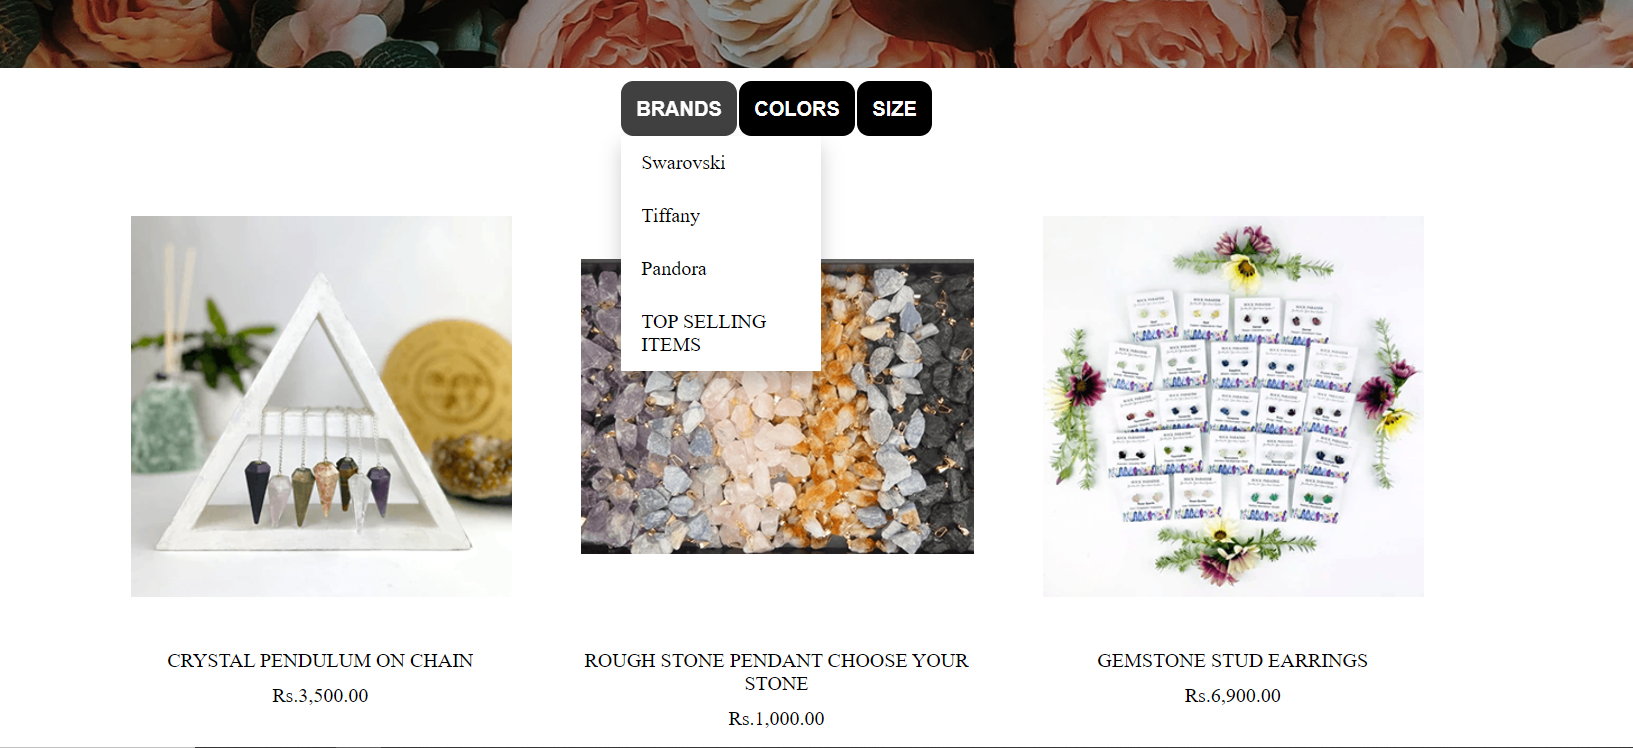 BRANDS COLORS SIZE
Swarovski
Tiffany
Pandora
TOP SELLING
ITEMS
CRYSTAL PENDULUM ON CHAIN
Rs.3,500.00
ROUGH STONE PENDANT CHOOSE YOUR
STONE
Rs.1,000.00
GEMSTONE STUD EARRINGS
Rs.6,900.00